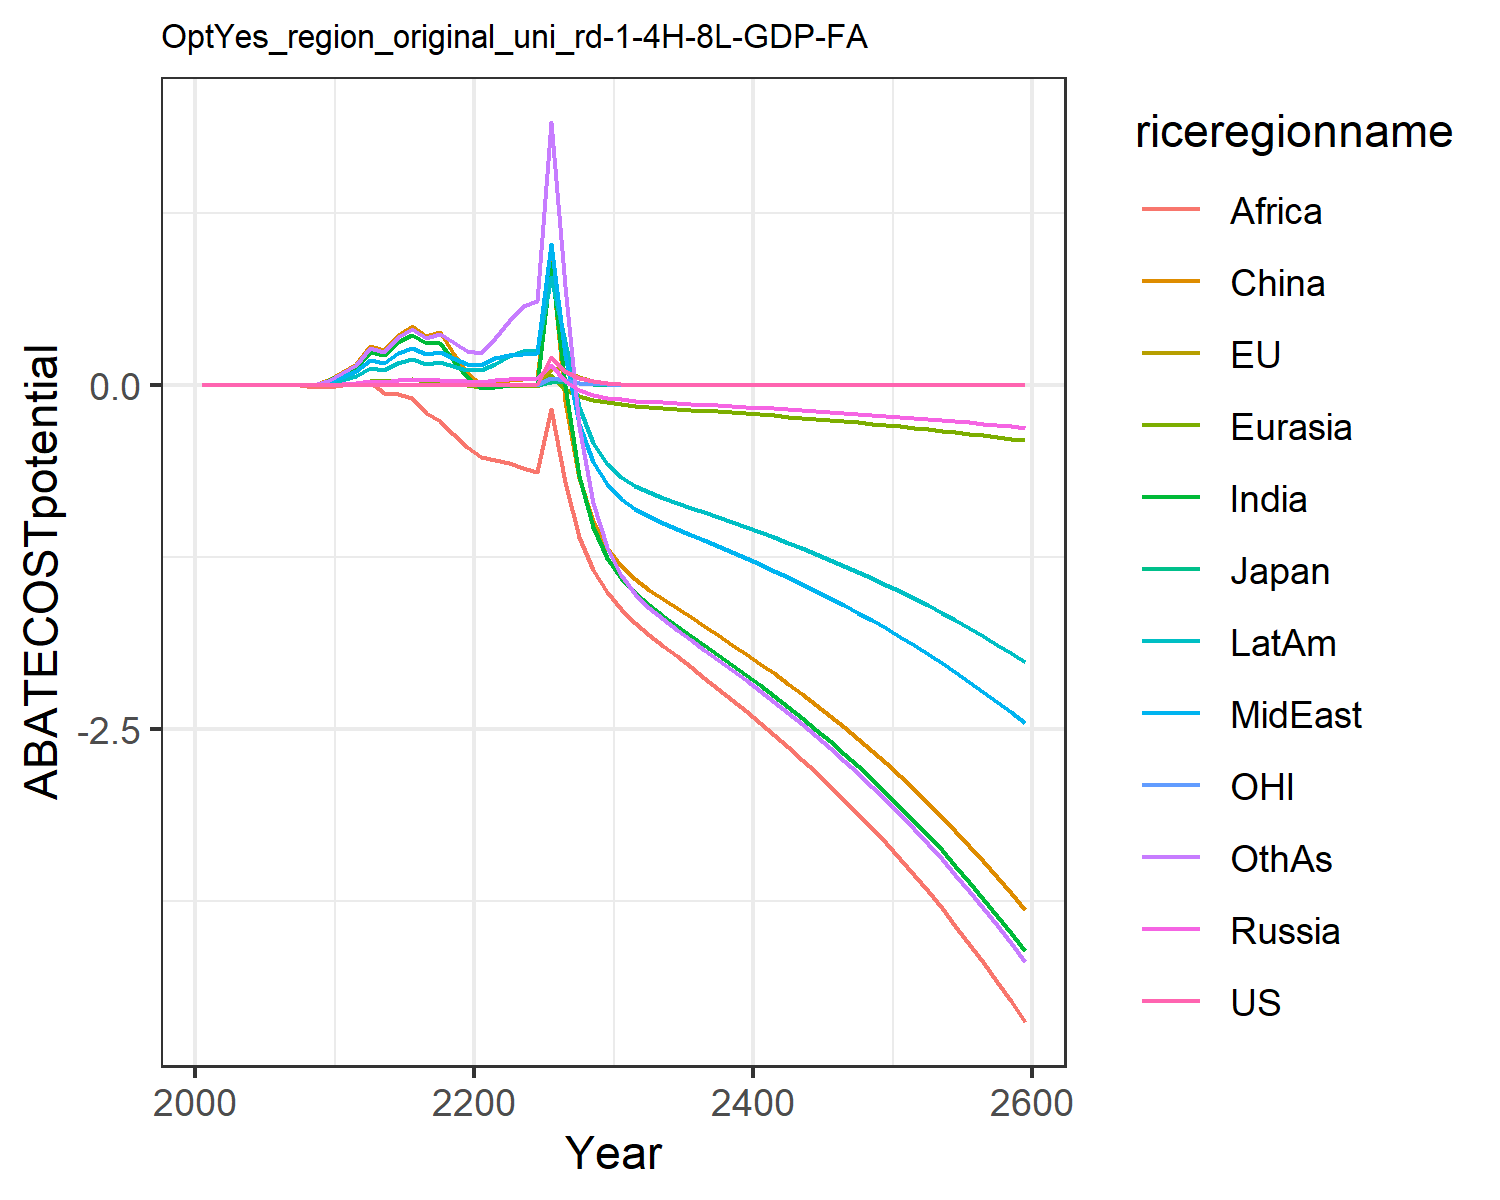 OptYes_region_original_uni_rd-1-4H-8L-GDP-FA
ABATECOSTpotential
0.0
-2.5
2000
2200
2400
2600
Year
riceregionname
Africa
China
EU
Eurasia
India
Japan
LatAm
MidEast
OHI
OthAs
Russia
US